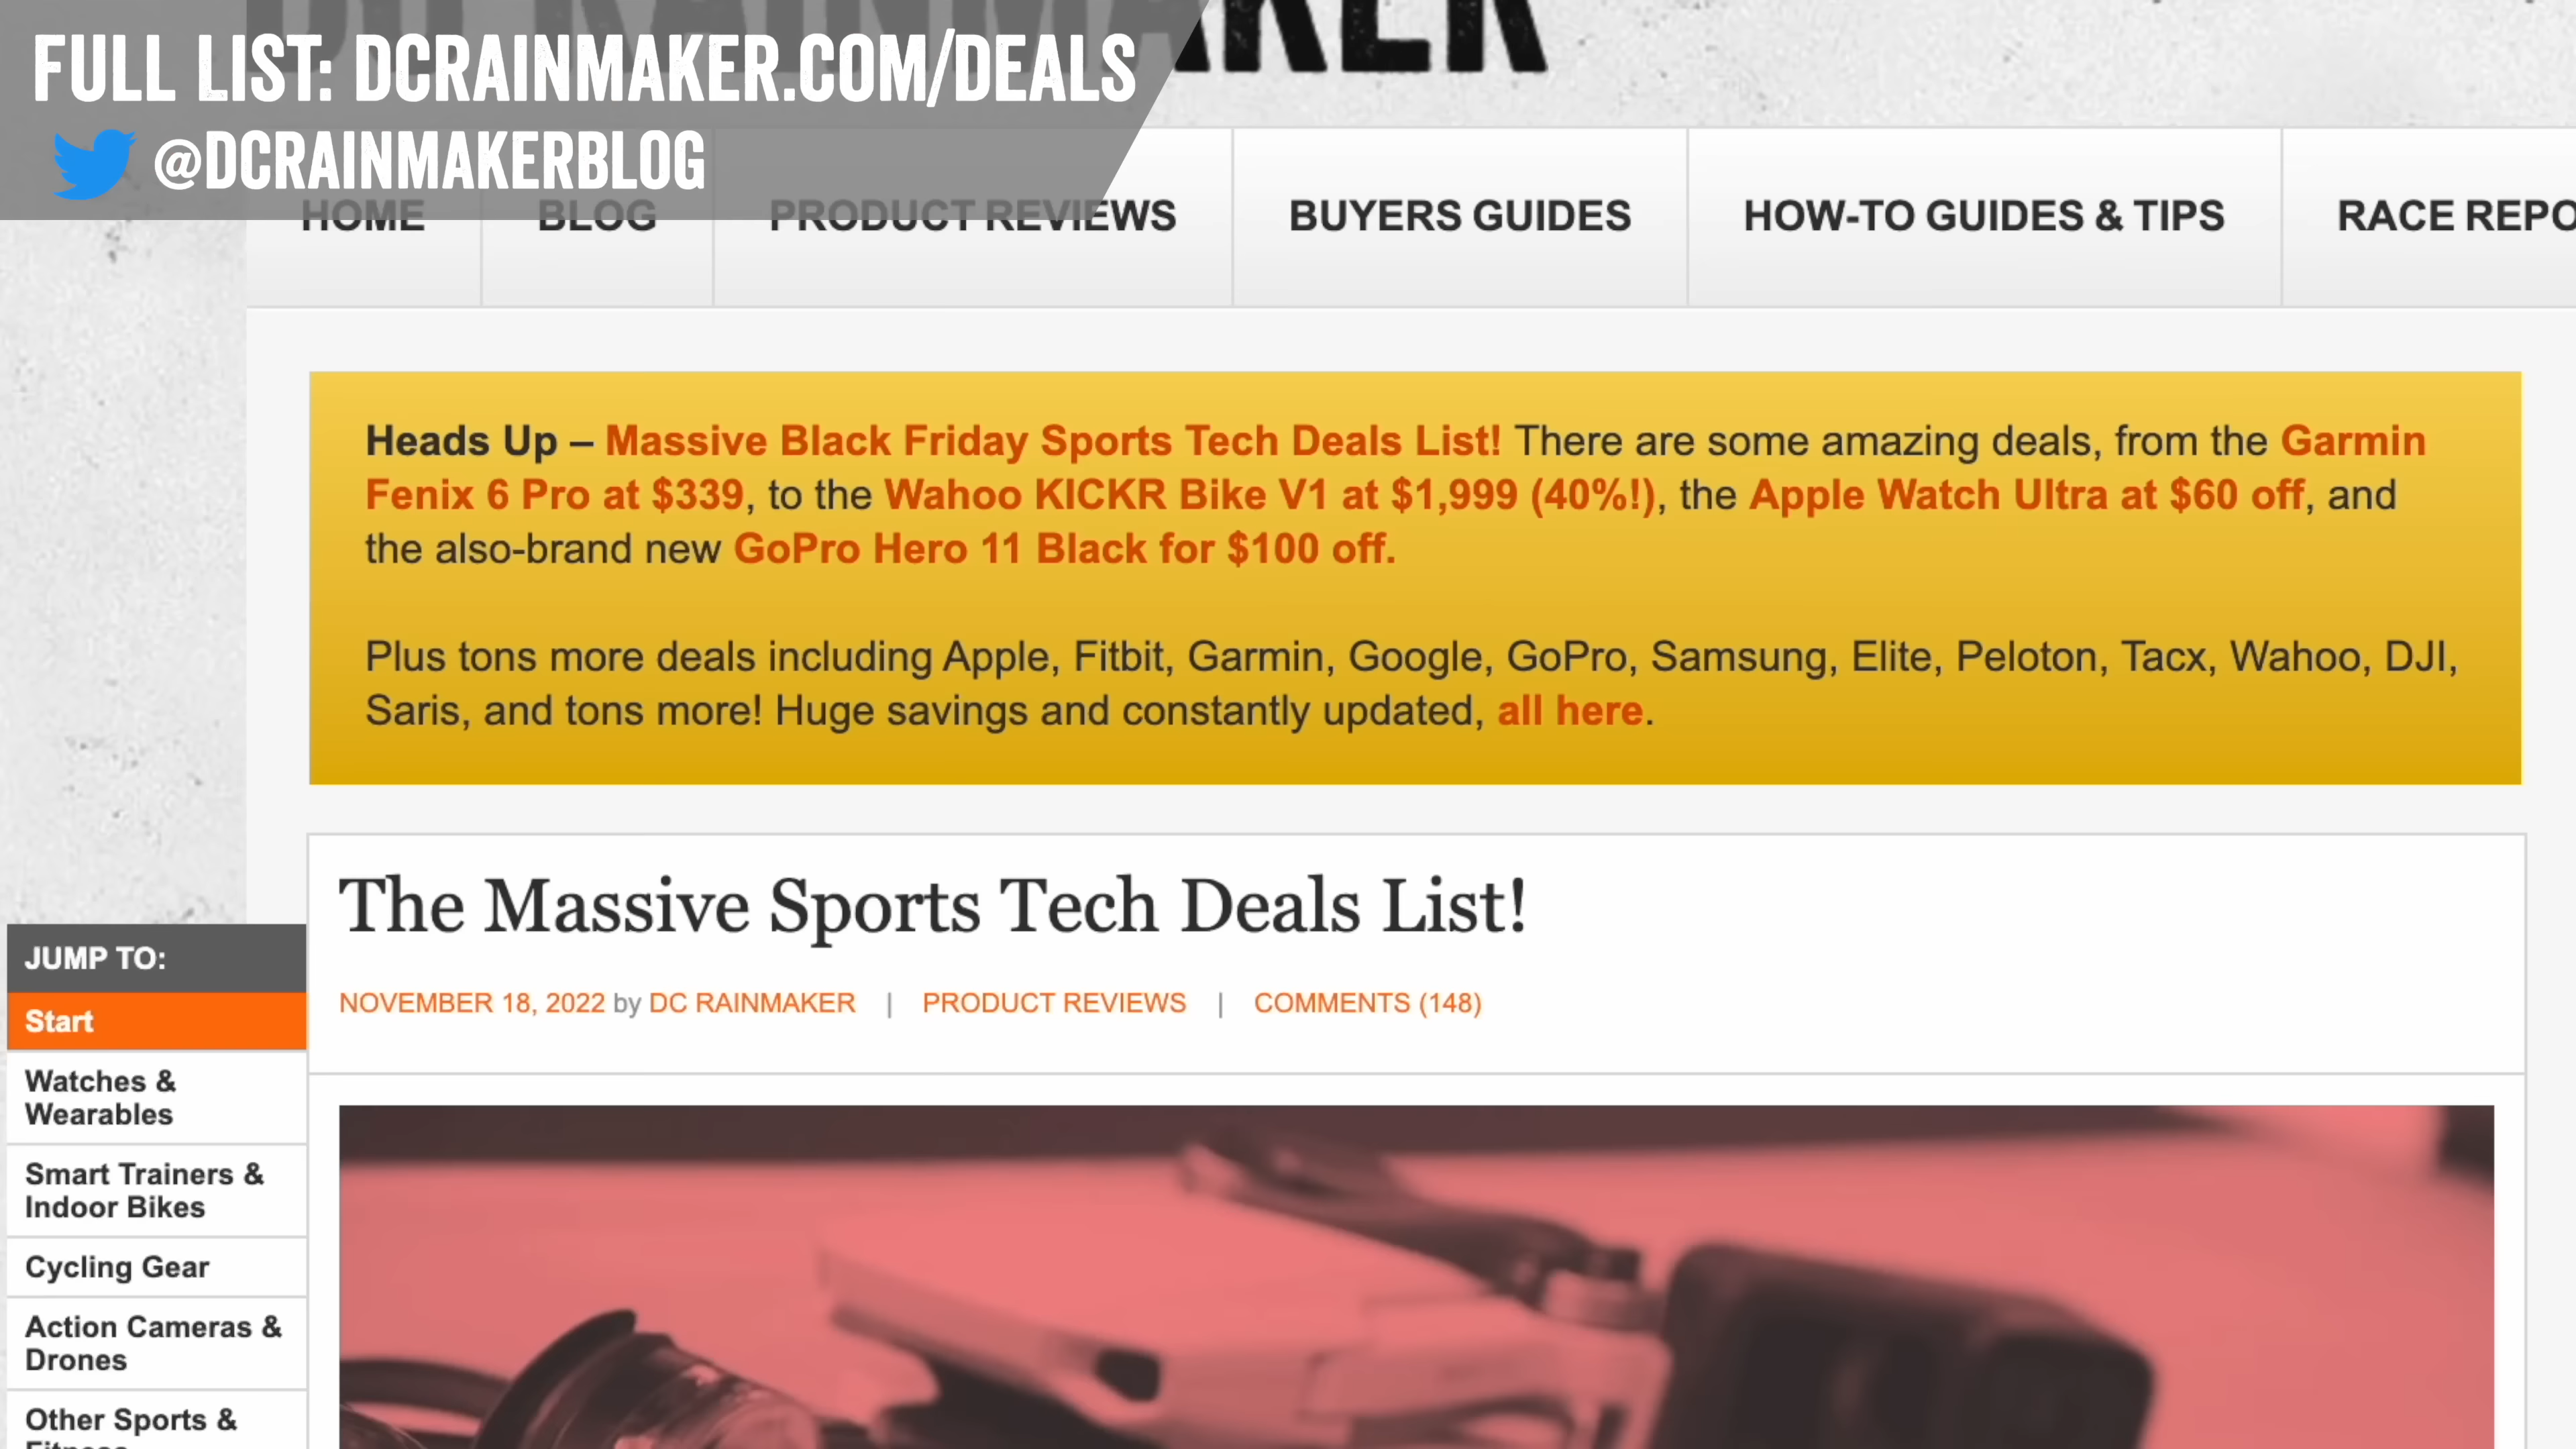 FULL LIST: DCRAINMAKER.COM/DEALS
@DCRAINMAKERBLOG
HOME BLOG PRODUCT REVIEWS BUYERS GUIDES HOW-TO GUIDES & TIPS RACE REPO
Heads Up – Massive Black Friday Sports Tech Deals List! There are some amazing deals, from the Garmin
Fenix 6 Pro at $339, to the Wahoo KICKR Bike V1 at $1,999 (40%!), the Apple Watch Ultra at $60 off, and
the also-brand new GoPro Hero 11 Black for $100 off.
Plus tons more deals including Apple, Fitbit, Garmin, Google, GoPro, Samsung, Elite, Peloton, Tacx, Wahoo, DJI,
Saris, and tons more! Huge savings and constantly updated, all here.
The Massive Sports Tech Deals List!
NOVEMBER 18, 2022 by DC RAINMAKER | PRODUCT REVIEWS | COMMENTS (148)
JUMP TO:
Start
Watches &
Wearables
Smart Trainers &
Indoor Bikes
Cycling Gear
Action Cameras &
Drones
Other Sports &